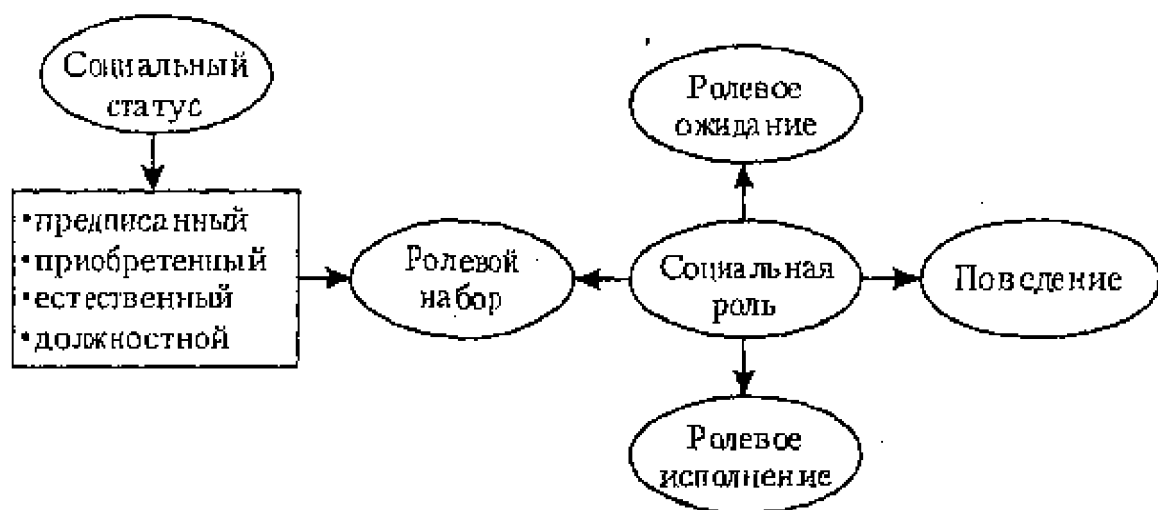 Социальный
статус
•предписанный
•приобретенный
•естественный
•должностной
Ролевой
набор
Ролевое
ожидание
Социальная
роль
Поведение
Ролевое
исполнение